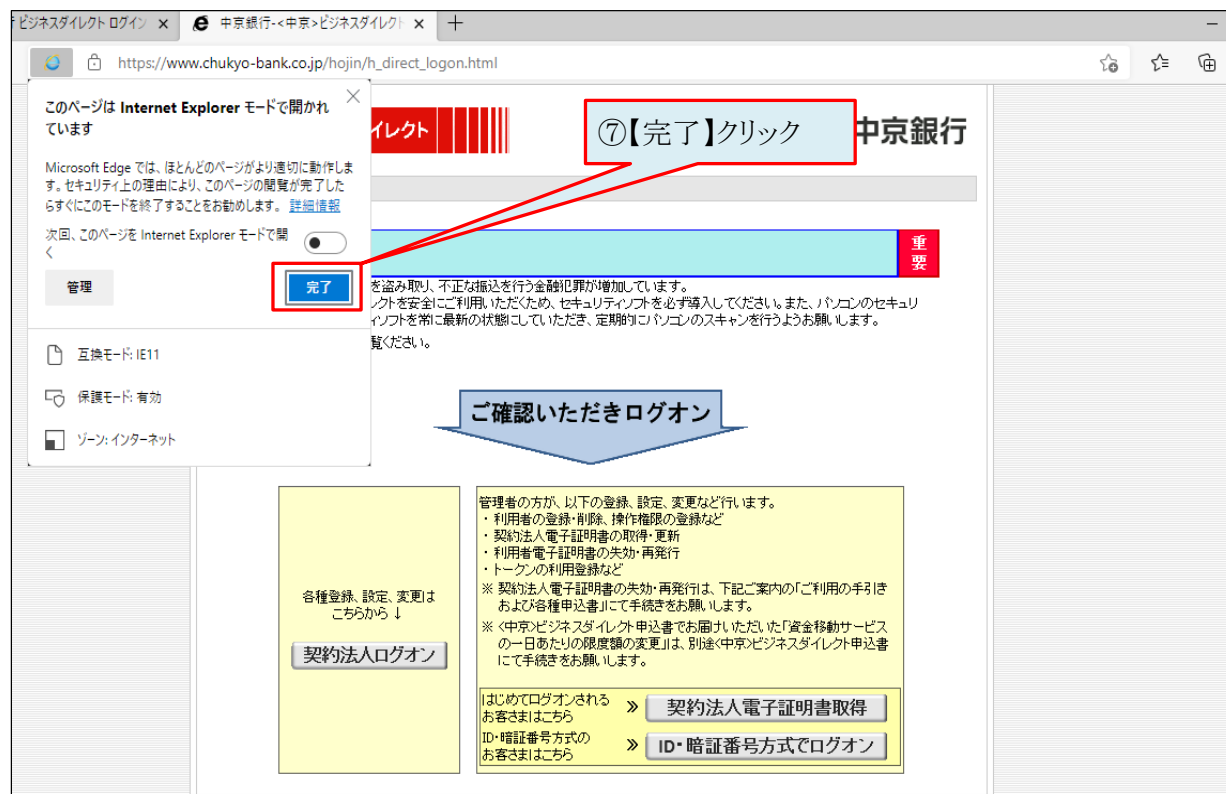 ビジネスダイレクト ログイン
中京銀行-<中京>ビジネスダイレクト
https://www.chukyo-bank.co.jp/hojin/h_direct_logon.html
このページは Internet Explorer モードで開かれ
ています
Microsoft Edge では、ほとんどのページがより適切に動作しま
す。セキュリティ上の理由により、このページの閲覧が完了した
らすぐにこのモードを終了することをお勧めします。 詳細情報
次回、このページを Internet Explorer モードで開
く
管理
完了
互換モード: IE11
保護モード: 有効
ゾーン: インターネット
イレクト
⑦【完了】クリック
中京銀行
重要
を盗み取り、不正な振込を行う金融犯罪が増加しています。
レクトを安全にご利用いただくため、セキュリティソフトを必ず導入してください。また、パソコンのセキュリ
ィソフトを常に最新の状態にしていただき、定期的にパソコンのスキャンを行うようお願いします。
覧ください。
ご確認いただきログオン
各種登録、設定、変更は
こちらから↓
契約法人ログオン
管理者の方が、以下の登録、設定、変更など行います。
・利用者の登録・削除、操作権限の登録など
・契約法人電子証明書の取得・更新
・利用者電子証明書の失効・再発行
・トークンの利用登録など
※ 契約法人電子証明書の失効・再発行は、下記ご案内の「ご利用の手引き
および各種申込書」にて手続きをお願いします。
※ <中京>ビジネスダイレクト申込書でお届けいただいた「資金移動サービス
の一日あたりの限度額の変更」は、別途<中京>ビジネスダイレクト申込書
にて手続きをお願いします。
はじめてログオンされる
お客さまはこちら
» 契約法人電子証明書取得
ID・暗証番号方式の
お客さまはこちら
» ID・暗証番号方式でログオン